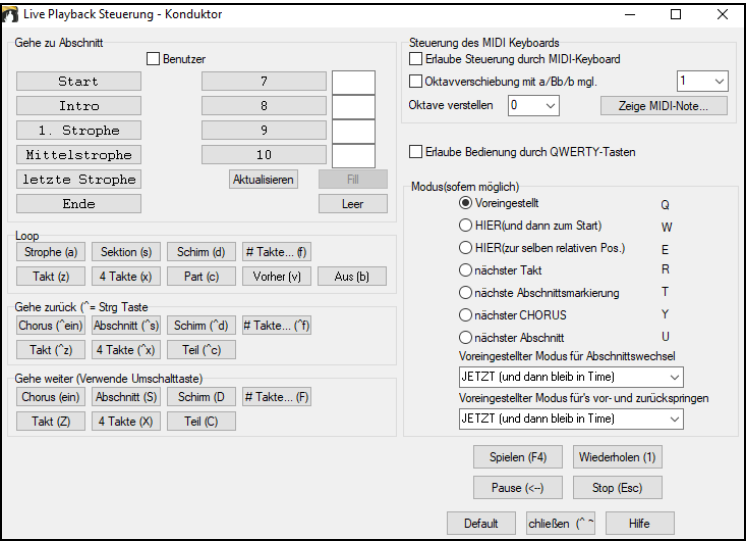 Live Playback Steuerung - Konduktor
Gehe zu Abschnitt
Benutzer
Start 7
Intro 8
1. Strophe 9
Mittelstrophe 10
letzte Strophe Aktualisieren Fill
Ende Leer
Loop
Strophe (a) Sektion (s) Schirm (d) # Takte... (f)
Takt (z) 4 Takte (x) Part (c) Vorher (v) Aus (b)
Gehe zurück (^= Strg Taste
Chorus (^ein) Abschnitt (^s) Schirm (^d) # Takte... (^f)
Takt (^z) 4 Takte (^x) Teil (^c)
Gehe weiter (Verwende Umschalttaste)
Chorus (ein) Abschnitt (S) Schirm (D # Takte... (F)
Takt (Z) 4 Takte (X) Teil (C)
Steuerung des MIDI Keyboards
Erlaube Steuerung durch MIDI-Keyboard
Oktavverschiebung mit a/Bb/b mgl. 1
Oktave verstellen 0 Zeige MIDI-Note...
Erlaube Bedienung durch QWERTY-Tasten
Modus(sofern möglich)
Voreingestellt Q
HIER(und dann zum Start) W
HIER(zur selben relativen Pos.) E
nächster Takt R
nächste Abschnittsmarkierung T
nächster CHORUS Y
nächster Abschnitt U
Voreingestellter Modus für Abschnittswechsel
JETZT (und dann bleib in Time)
Voreingestellter Modus für's vor- und zurückspringen
JETZT (und dann bleib in Time)
Spielen (F4) Wiederholen (1)
Pause (<--) Stop (Esc)
Default chließen (^ ~ Hilfe